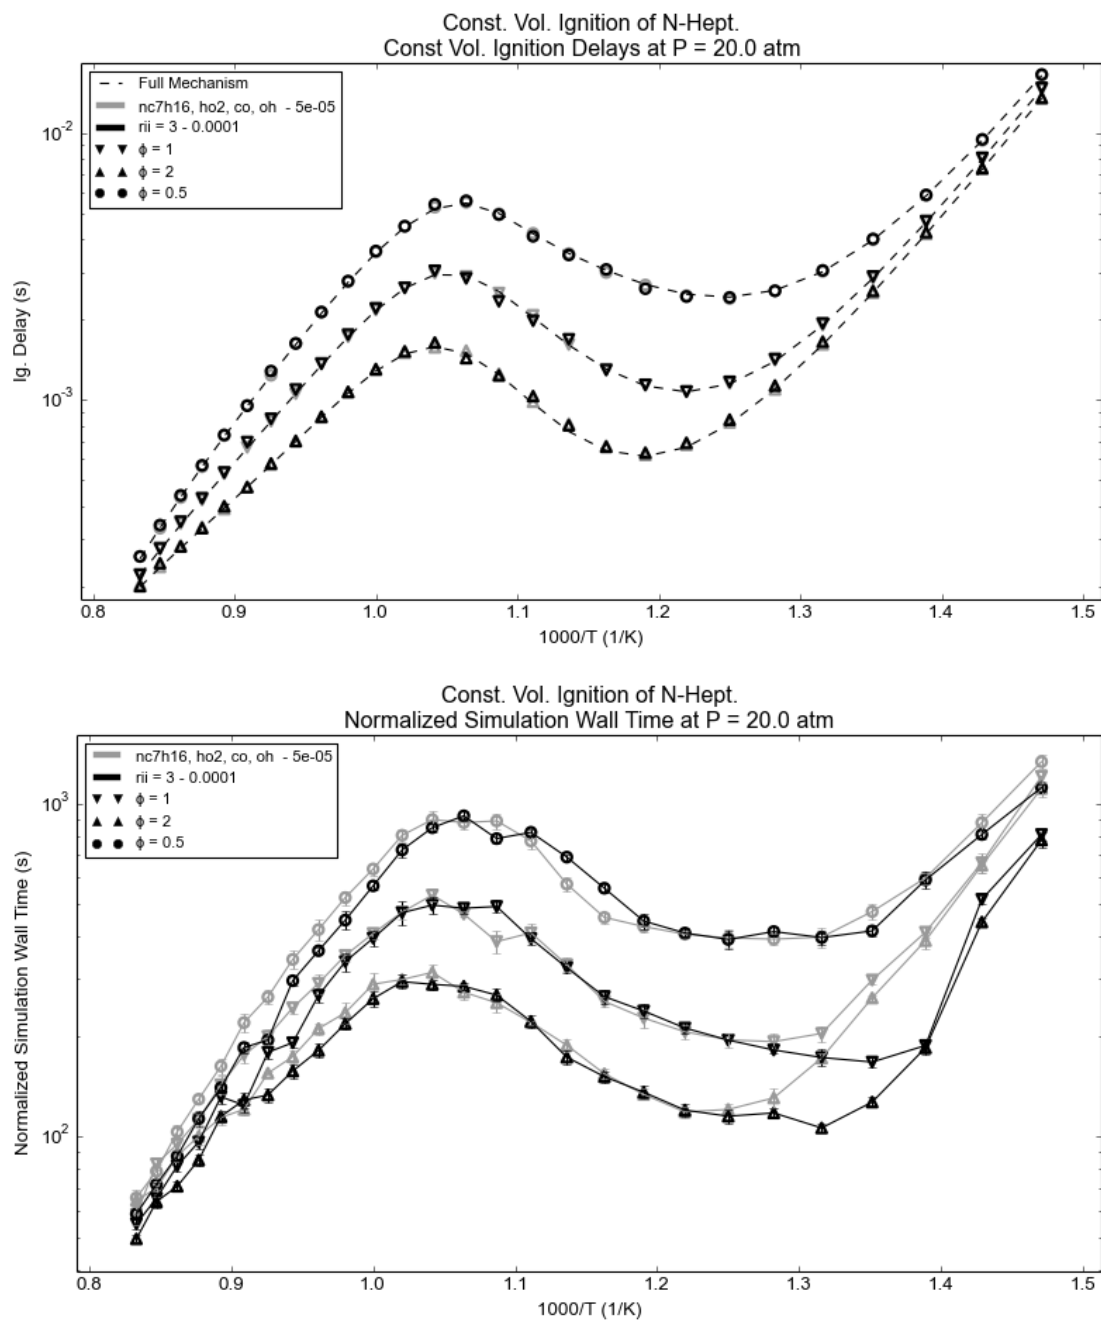 Const. Vol. Ignition of N-Hept.
Const Vol. Ignition Delays at P = 20.0 atm
Full Mechanism
nc7h16, ho2, co, oh - 5e-05
rii = 3 - 0.0001
ϕ = 1
ϕ = 2
ϕ = 0.5
10⁻²
10⁻³
Ig. Delay (s)
0.8 0.9 1.0 1.1 1.2 1.3 1.4 1.5
1000/T (1/K)
Const. Vol. Ignition of N-Hept.
Normalized Simulation Wall Time at P = 20.0 atm
nc7h16, ho2, co, oh - 5e-05
rii = 3 - 0.0001
ϕ = 1
ϕ = 2
ϕ = 0.5
10³
10²
Normalized Simulation Wall Time (s)
0.8 0.9 1.0 1.1 1.2 1.3 1.4 1.5
1000/T (1/K)